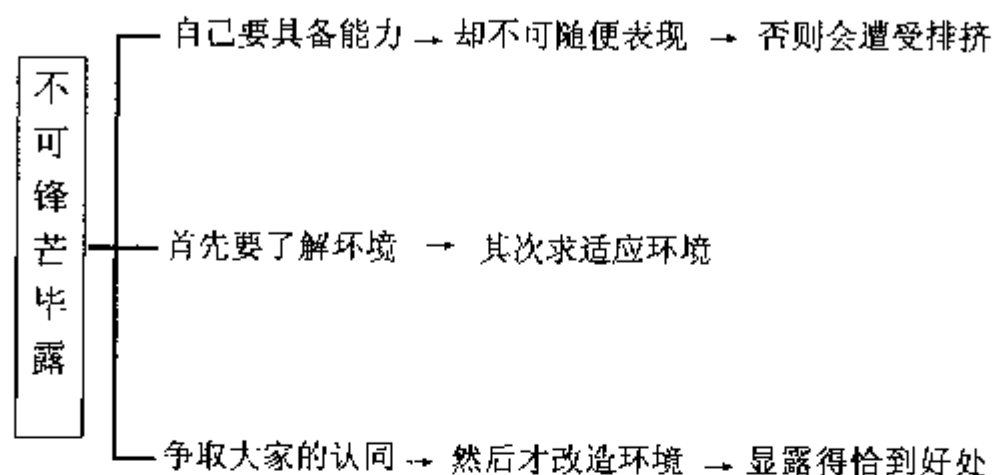 不可锋芒毕露
自己要具备能力 → 却不可随便表现 → 否则会遭受排挤
首先要了解环境 → 其次求适应环境
争取大家的认同 → 然后才改造环境 → 显露得恰到好处